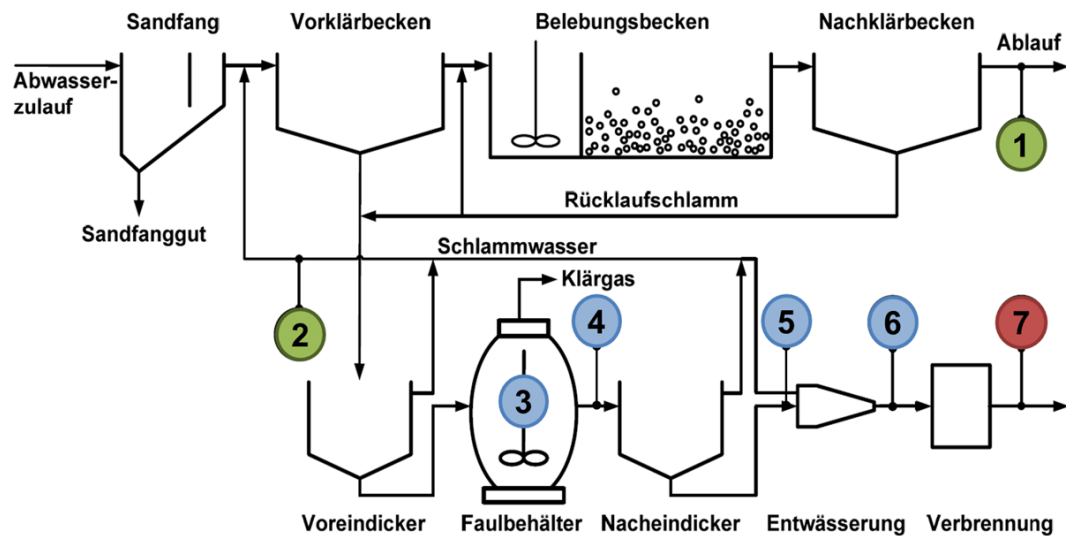 Sandfang
Vorklärbecken
Belebungsbecken
Nachklärbecken
Ablauf
Abwasser-
zulauf
1
Rücklaufschlamm
Sandfanggut
Schlammwasser
Klärgas
2
4
5
6
7
3
Voreindicker
Faulbehälter
Nacheindicker
Entwässerung
Verbrennung